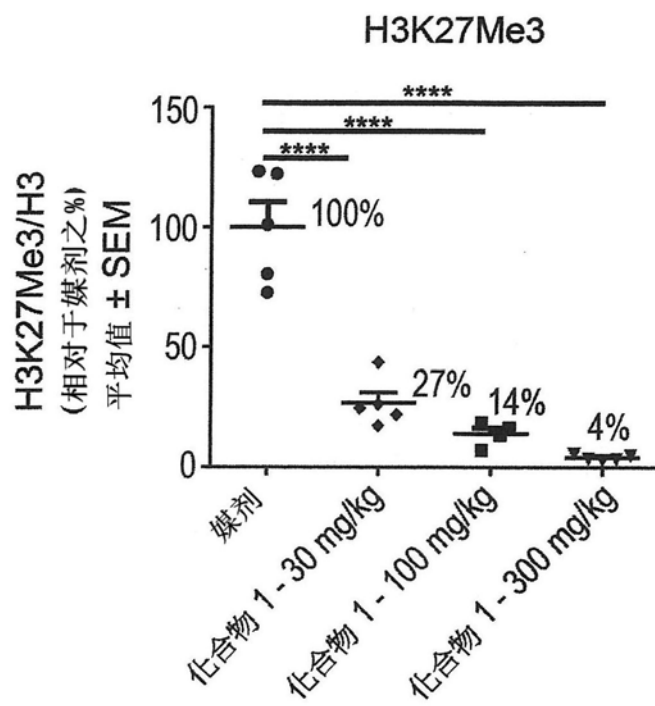 H3K27Me3
H3K27Me3/H3
(相对于媒剂之%)
平均值 ± SEM
150
100
50
0
****
****
****
100%
27%
14%
4%
媒剂
化合物 1 - 30 mg/kg
化合物 1 - 100 mg/kg
化合物 1 - 300 mg/kg